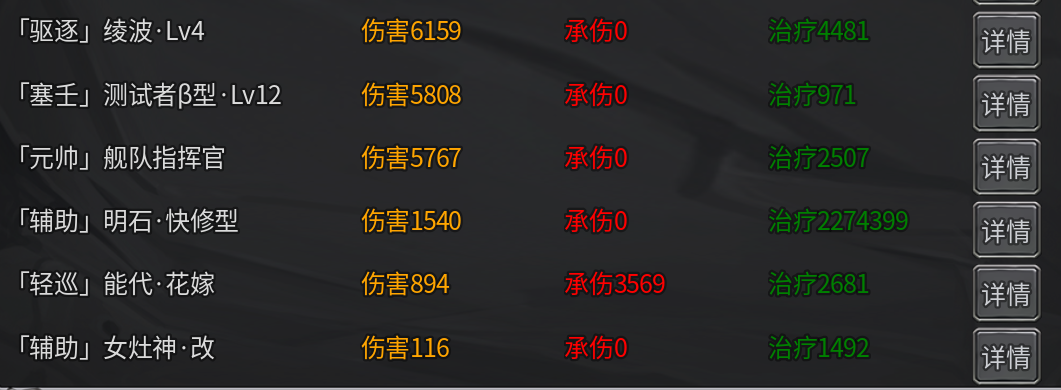 「驱逐」绫波·Lv4 伤害6159 承伤0 治疗4481 详情
「塞壬」测试者β型·Lv12 伤害5808 承伤0 治疗971 详情
「元帅」舰队指挥官 伤害5767 承伤0 治疗2507 详情
「辅助」明石·快修型 伤害1540 承伤0 治疗2274399 详情
「轻巡」能代·花嫁 伤害894 承伤3569 治疗2681 详情
「辅助」女灶神·改 伤害116 承伤0 治疗1492 详情